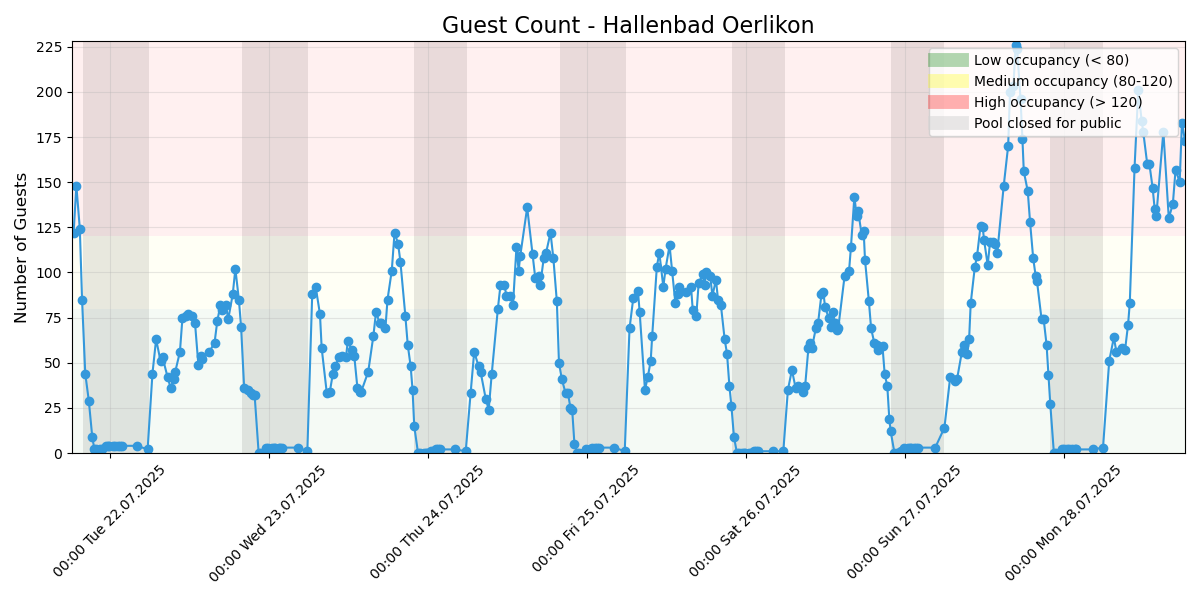 Guest Count - Hallenbad Oerlikon
Number of Guests
225
200
175
150
125
100
75
50
25
0
Low occupancy (< 80)
Medium occupancy (80-120)
High occupancy (> 120)
Pool closed for public
00:00 Tue 22.07.2025
00:00 Wed 23.07.2025
00:00 Thu 24.07.2025
00:00 Fri 25.07.2025
00:00 Sat 26.07.2025
00:00 Sun 27.07.2025
00:00 Mon 28.07.2025